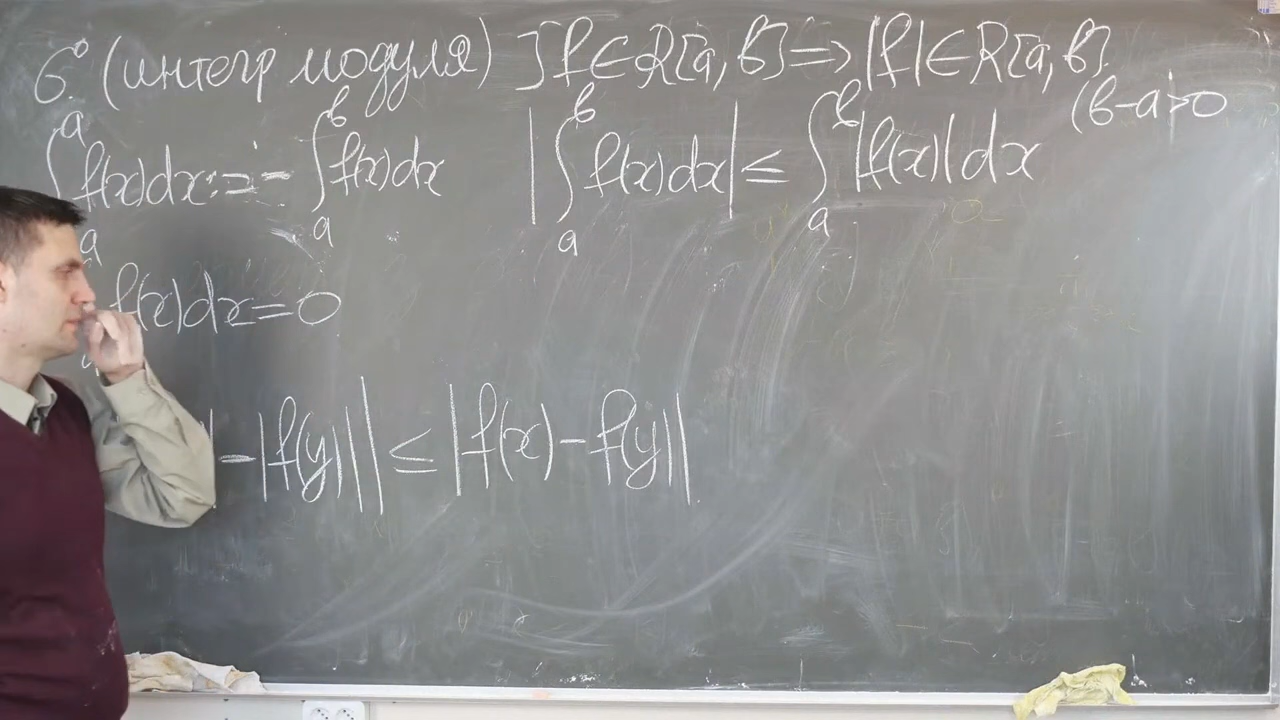 6°. (интегр модуля) ] f ∈ R[a, b] => |f| ∈ R[a, b].
∫_b^a f(x)dx := - ∫_a^b f(x)dx |∫_a^b f(x)dx| ≤ ∫_a^b |f(x)|dx (b-a>0
∫_a^a f(x)dx = 0
| - |f(y)|| ≤ |f(x) - f(y)|